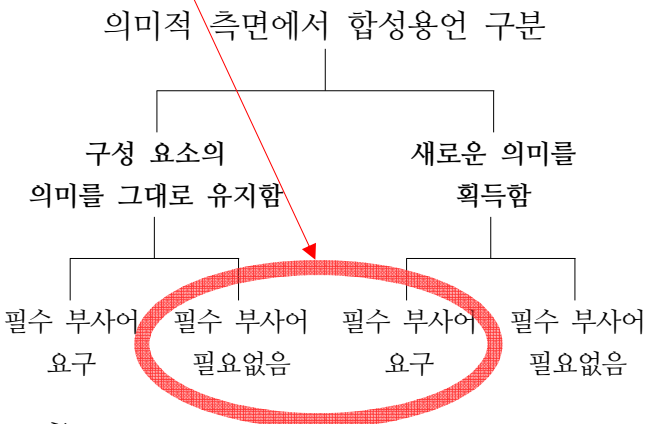 의미적 측면에서 합성용언 구분
구성 요소의
의미를 그대로 유지함
새로운 의미를
획득함
필수 부사어
요구
필수 부사어
필요없음
필수 부사어
요구
필수 부사어
필요없음